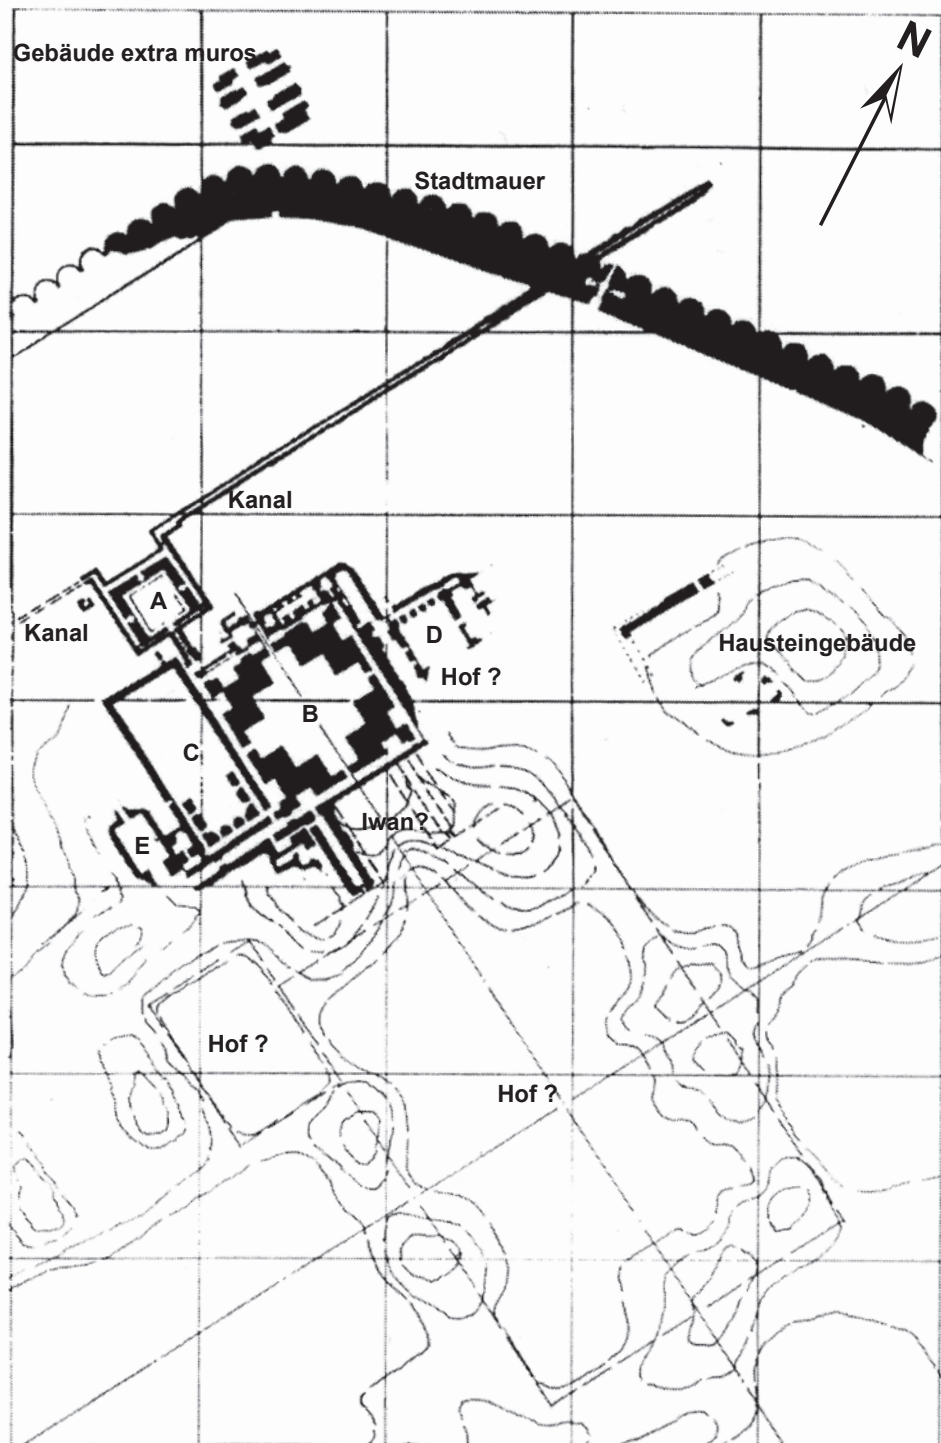 Gebäude extra muros
N
Stadtmauer
Kanal
A
Kanal
D
Hausteingebäude
Hof ?
B
C
Iwan?
E
Hof ?
Hof ?